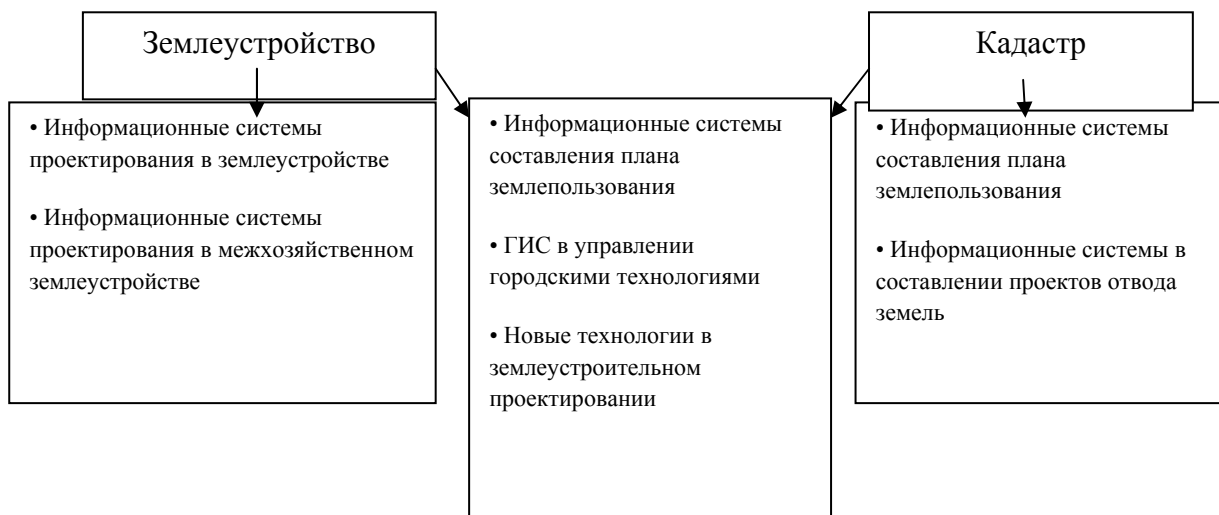 Землеустройство
Кадастр
• Информационные системы
проектирования в землеустройстве
• Информационные системы
проектирования в межхозяйственном
землеустройстве
• Информационные системы
составления плана
землепользования
• ГИС в управлении
городскими технологиями
• Новые технологии в
землеустроительном
проектировании
• Информационные системы
составления плана
землепользования
• Информационные системы в
составлении проектов отвода
земель